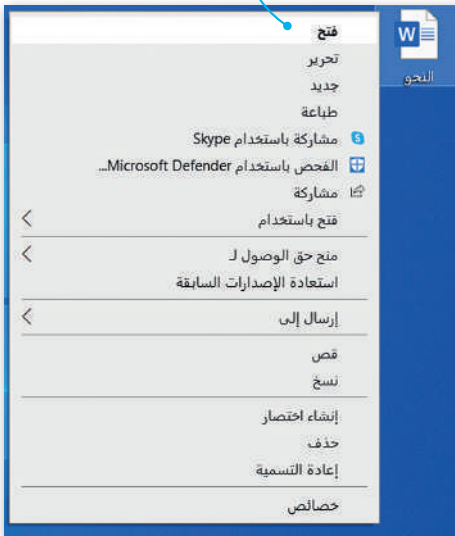 النحو
فتح
تحرير
جديد
طباعة
مشاركة باستخدام Skype
الفحص باستخدام Microsoft Defender...
مشاركة
فتح باستخدام
منح حق الوصول لـ
استعادة الإصدارات السابقة
إرسال إلى
قص
نسخ
إنشاء اختصار
حذف
إعادة التسمية
خصائص